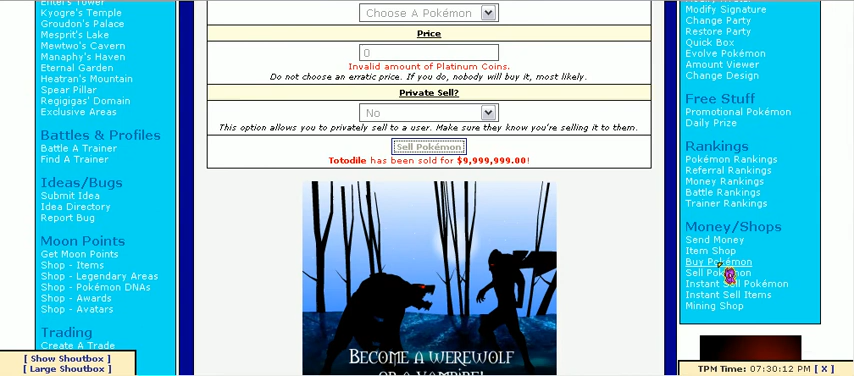 Enter's Tower
Kyogre's Temple
Groudon's Palace
Mesprit's Lake
Mewtwo's Cavern
Manaphy's Haven
Eternal Garden
Heatran's Mountain
Spear Pillar
Regigigas' Domain
Exclusive Areas
Battles & Profiles
Battle A Trainer
Find A Trainer
Ideas/Bugs
Submit Idea
Idea Directory
Report Bug
Moon Points
Get Moon Points
Shop - Items
Shop - Legendary Areas
Shop - Pokémon DNAs
Shop - Awards
Shop - Avatars
Trading
Create A Trade
[ Show Shoutbox ]
[ Large Shoutbox ]
Choose A Pokémon
Price
0
Invalid amount of Platinum Coins.
Do not choose an erratic price. If you do, nobody will buy it, most likely.
Private Sell?
No
This option allows you to privately sell to a user. Make sure they know you're selling it to them.
Sell Pokémon
Totodile has been sold for $9,999,999.00!
BECOME A WEREWOLF
OR A VAMPIRE!
Modify Signature
Change Party
Restore Party
Quick Box
Evolve Pokémon
Amount Viewer
Change Design
Free Stuff
Promotional Pokémon
Daily Prize
Rankings
Pokémon Rankings
Referral Rankings
Money Rankings
Battle Rankings
Trainer Rankings
Money/Shops
Send Money
Item Shop
Buy Pokémon
Sell Pokémon
Instant Sell Pokémon
Instant Sell Items
Mining Shop
TPM Time: 07:30:12 PM [ X ]